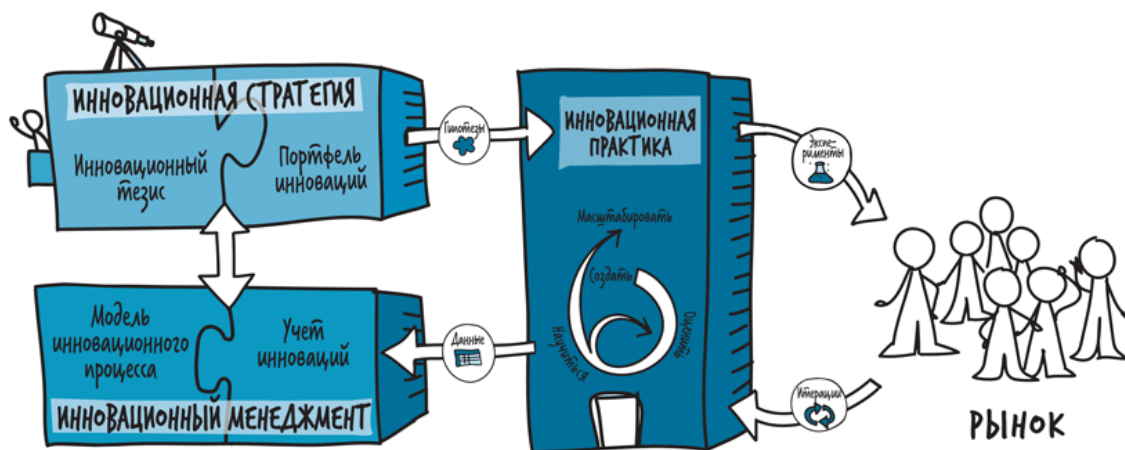 ИННОВАЦИОННАЯ СТРАТЕГИЯ
Инновационный
тезис
Портфель
инноваций
Гипотезы
ИННОВАЦИОННАЯ
ПРАКТИКА
Масштабировать
Создать
Оценить
Научиться
Экспе-
рименты
Модель
инновационного
процесса
Учет
инноваций
ИННОВАЦИОННЫЙ МЕНЕДЖМЕНТ
Данные
Итерации
РЫНОК